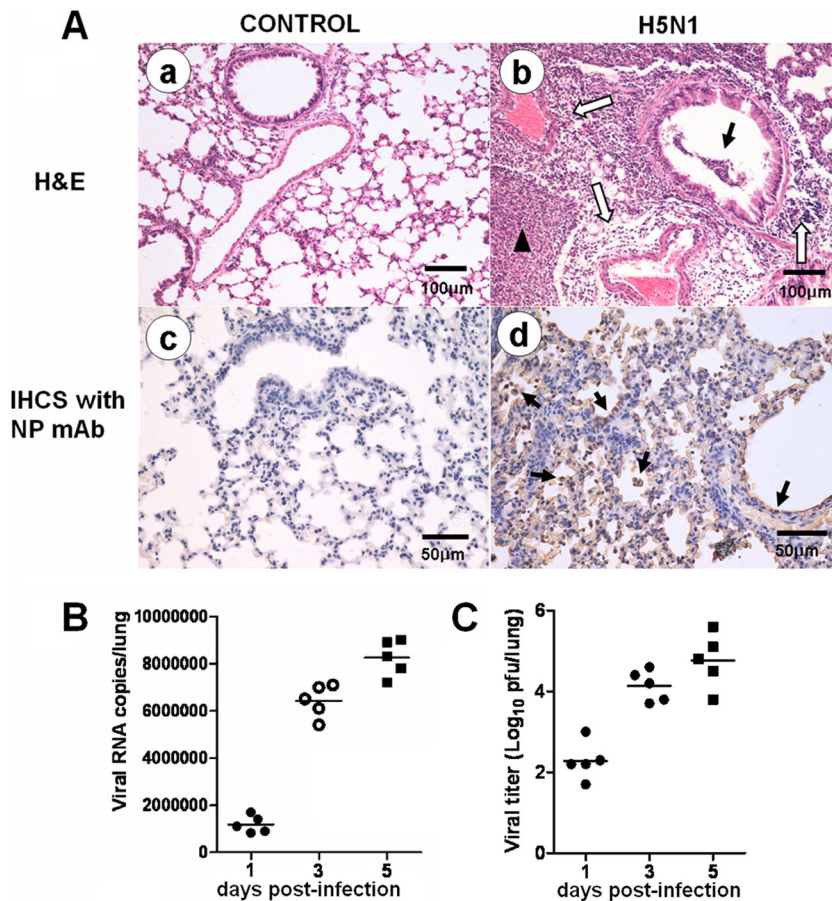 CONTROL
H5N1
A
a
b
H&E
100µm
100µm
c
d
IHCS with
NP mAb
50µm
50µm
B
Viral RNA copies/lung
10000000
8000000
6000000
4000000
2000000
0
1
3
5
days post-infection
C
Viral titer (Log10 pfu/lung)
6
4
2
0
1
3
5
days post-infection